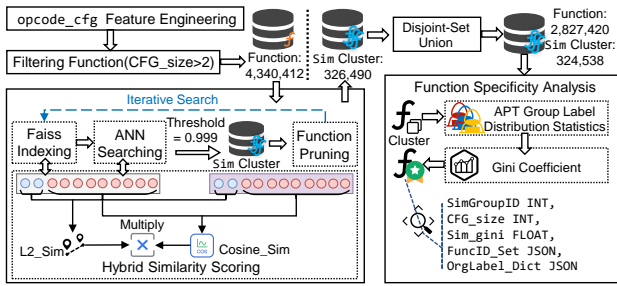 opcode_cfg Feature Engineering
Filtering Function(CFG_size>2)
Function:
4,340,412
Sim Cluster:
326,490
Disjoint-Set
Union
Function:
2,827,420
Sim Cluster:
324,538
Iterative Search
Faiss
Indexing
ANN
Searching
Threshold
= 0.999
Sim Cluster
Function
Pruning
L2_Sim
Multiply
COS
Cosine_Sim
Hybrid Similarity Scoring
Function Specificity Analysis
Cluster
APT Group Label
Distribution Statistics
Gini Coefficient
SimGroupID INT,
CFG_size INT,
Sim_gini FLOAT,
FuncID_Set JSON,
OrgLabel_Dict JSON